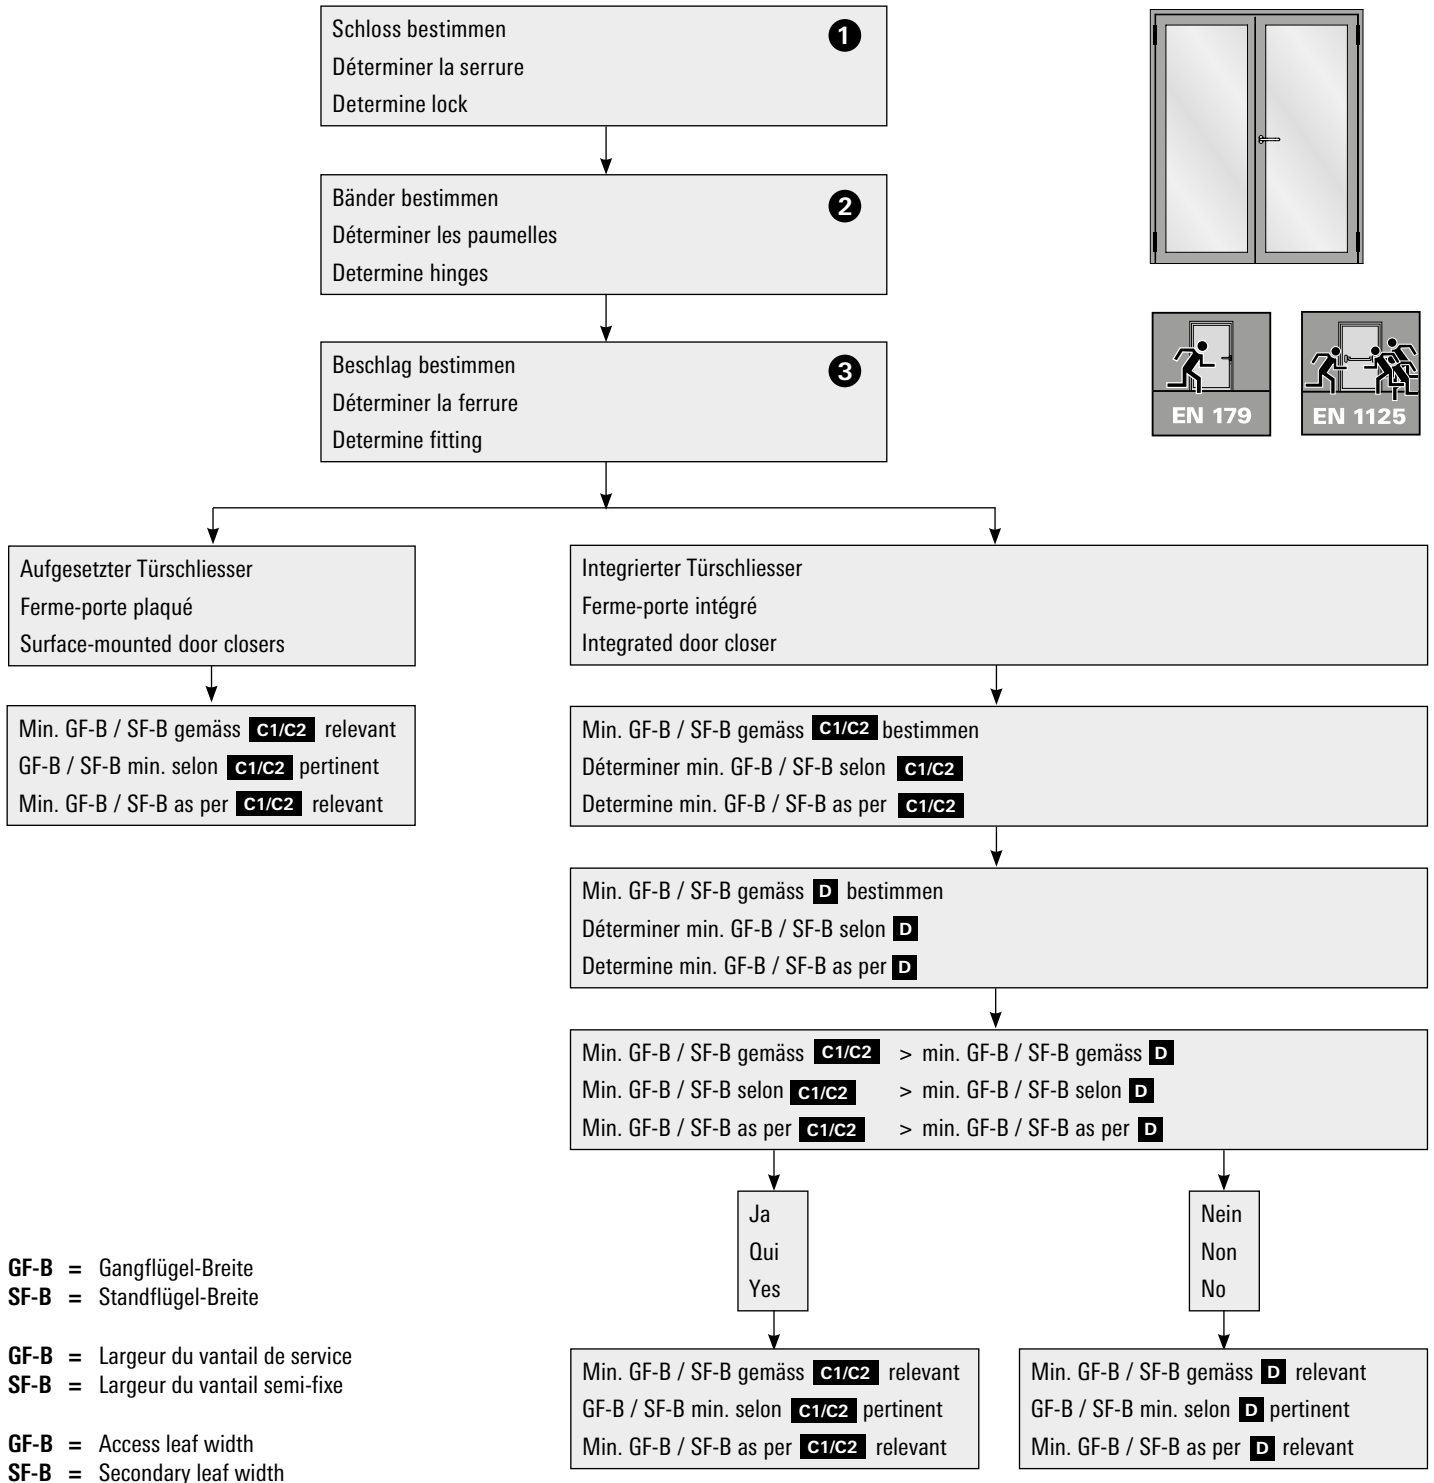 Schloss bestimmen
Déterminer la serrure
Determine lock
1
Bänder bestimmen
Déterminer les paumelles
Determine hinges
2
EN 179
EN 1125
Beschlag bestimmen
Déterminer la ferrure
Determine fitting
3
Aufgesetzter Türschliesser
Ferme-porte plaqué
Surface-mounted door closers
Integrierter Türschliesser
Ferme-porte intégré
Integrated door closer
Min. GF-B / SF-B gemäss C1/C2 relevant
GF-B / SF-B min. selon C1/C2 pertinent
Min. GF-B / SF-B as per C1/C2 relevant
Min. GF-B / SF-B gemäss C1/C2 bestimmen
Déterminer min. GF-B / SF-B selon C1/C2
Determine min. GF-B / SF-B as per C1/C2
Min. GF-B / SF-B gemäss D bestimmen
Déterminer min. GF-B / SF-B selon D
Determine min. GF-B / SF-B as per D
Min. GF-B / SF-B gemäss C1/C2 > min. GF-B / SF-B gemäss D
Min. GF-B / SF-B selon C1/C2 > min. GF-B / SF-B selon D
Min. GF-B / SF-B as per C1/C2 > min. GF-B / SF-B as per D
Ja
Qui
Yes
Nein
Non
No
Min. GF-B / SF-B gemäss C1/C2 relevant
GF-B / SF-B min. selon C1/C2 pertinent
Min. GF-B / SF-B as per C1/C2 relevant
Min. GF-B / SF-B gemäss D relevant
GF-B / SF-B min. selon D pertinent
Min. GF-B / SF-B as per D relevant
GF-B = Gangflügel-Breite
SF-B = Standflügel-Breite
GF-B = Largeur du vantail de service
SF-B = Largeur du vantail semi-fixe
GF-B = Access leaf width
SF-B = Secondary leaf width